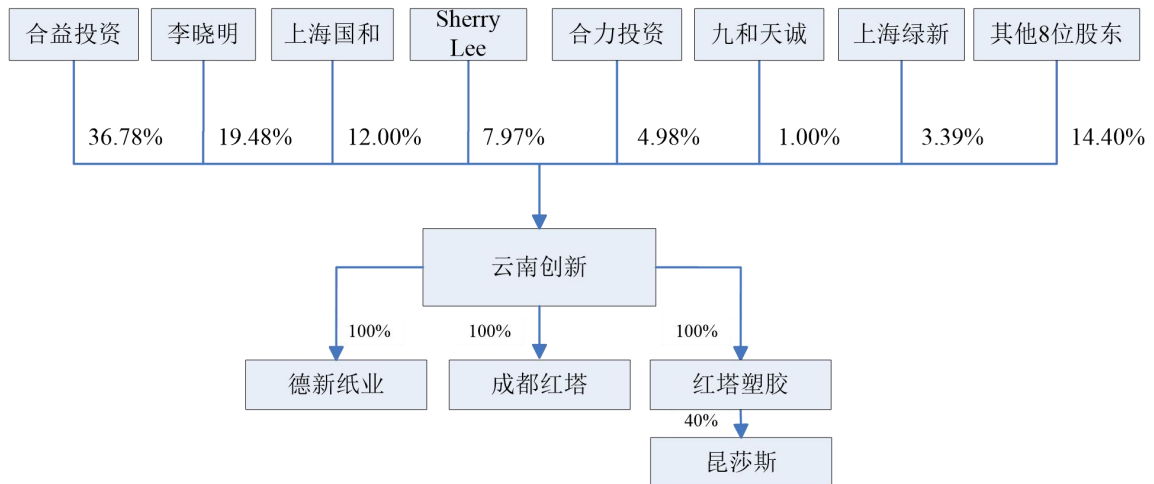 合益投资
李晓明
上海国和
Sherry
Lee
合力投资
九和天诚
上海绿新
其他8位股东
36.78%
19.48%
12.00%
7.97%
4.98%
1.00%
3.39%
14.40%
云南创新
100%
100%
100%
德新纸业
成都红塔
红塔塑胶
40%
昆莎斯